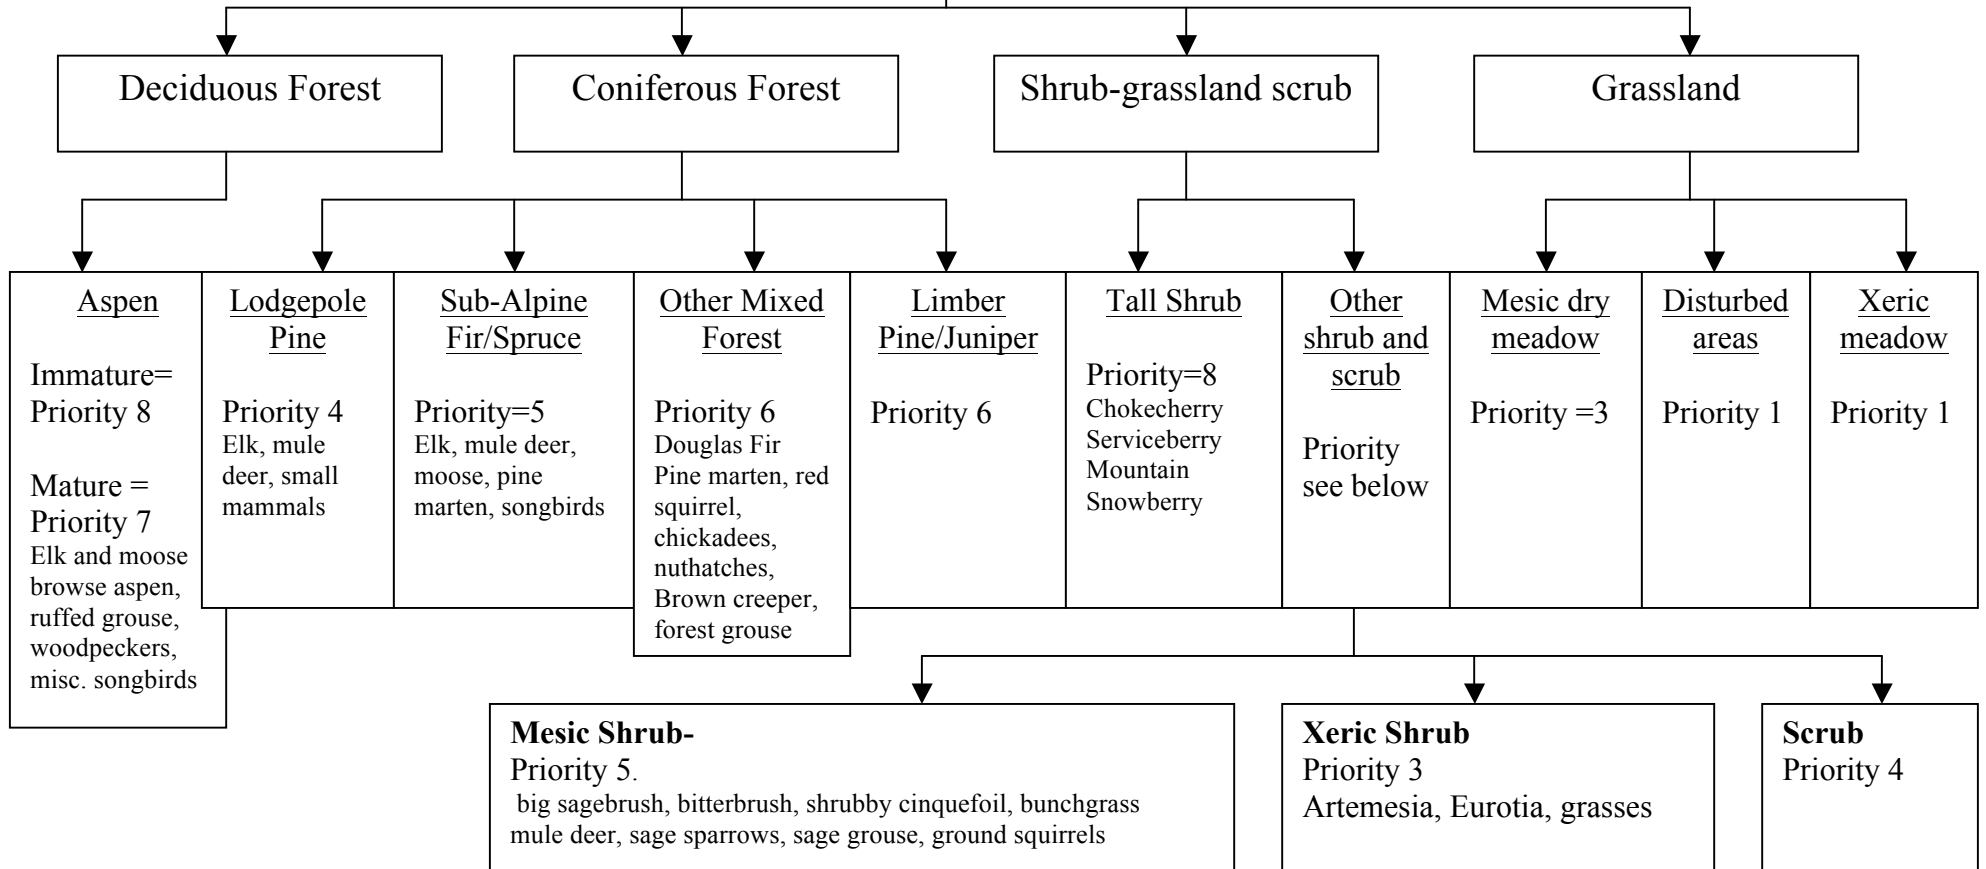 Deciduous Forest
Coniferous Forest
Shrub-grassland scrub
Grassland
Aspen
Immature=
Priority 8
Mature =
Priority 7
Elk and moose
browse aspen,
ruffed grouse,
woodpeckers,
misc. songbirds
Lodgepole
Pine
Priority 4
Elk, mule
deer, small
mammals
Sub-Alpine
Fir/Spruce
Priority=5
Elk, mule deer,
moose, pine
marten, songbirds
Other Mixed
Forest
Priority 6
Douglas Fir
Pine marten, red
squirrel,
chickadees,
nuthatches,
Brown creeper,
forest grouse
Limber
Pine/Juniper
Priority 6
Tall Shrub
Priority=8
Chokecherry
Serviceberry
Mountain
Snowberry
Other
shrub and
scrub
Priority
see below
Mesic dry
meadow
Priority =3
Disturbed
areas
Priority 1
Xeric
meadow
Priority 1
Mesic Shrub-
Priority 5.
big sagebrush, bitterbrush, shrubby cinquefoil, bunchgrass
mule deer, sage sparrows, sage grouse, ground squirrels
Xeric Shrub
Priority 3
Artemesia, Eurotia, grasses
Scrub
Priority 4